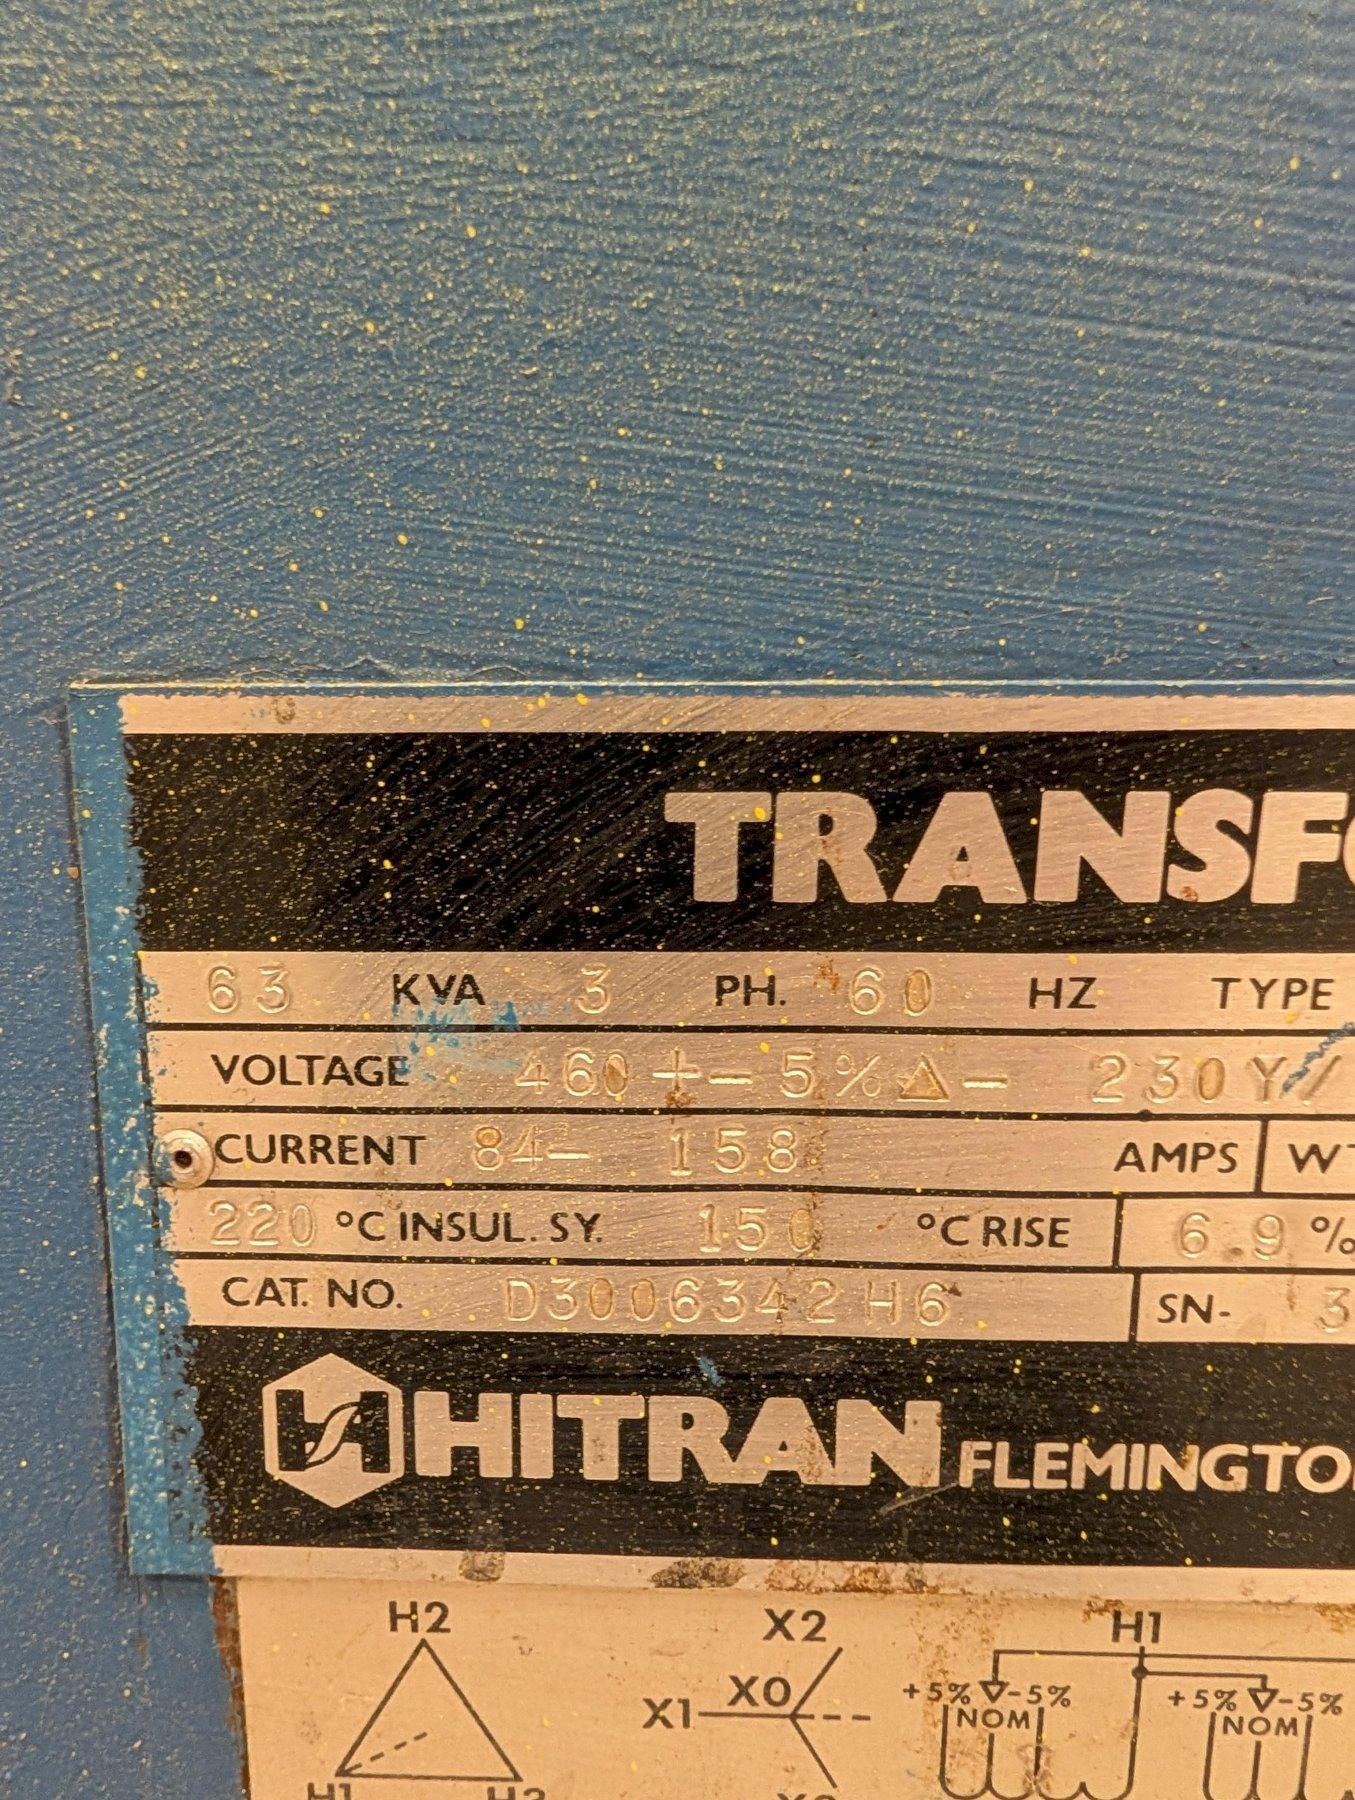 TRANSF
63 KVA 3 PH. 60 HZ TYPE
VOLTAGE 460+-5%Δ- 230Y/
CURRENT 84- 158 AMPS W
220 °C INSUL. SY. 150 °C RISE 6.9 %
CAT. NO. D3006342H6 SN- 3
HITRAN FLEMINGTO
H2 X2 H1
X1 X0 +5% -5% +5% -5%
NOM NOM
H1